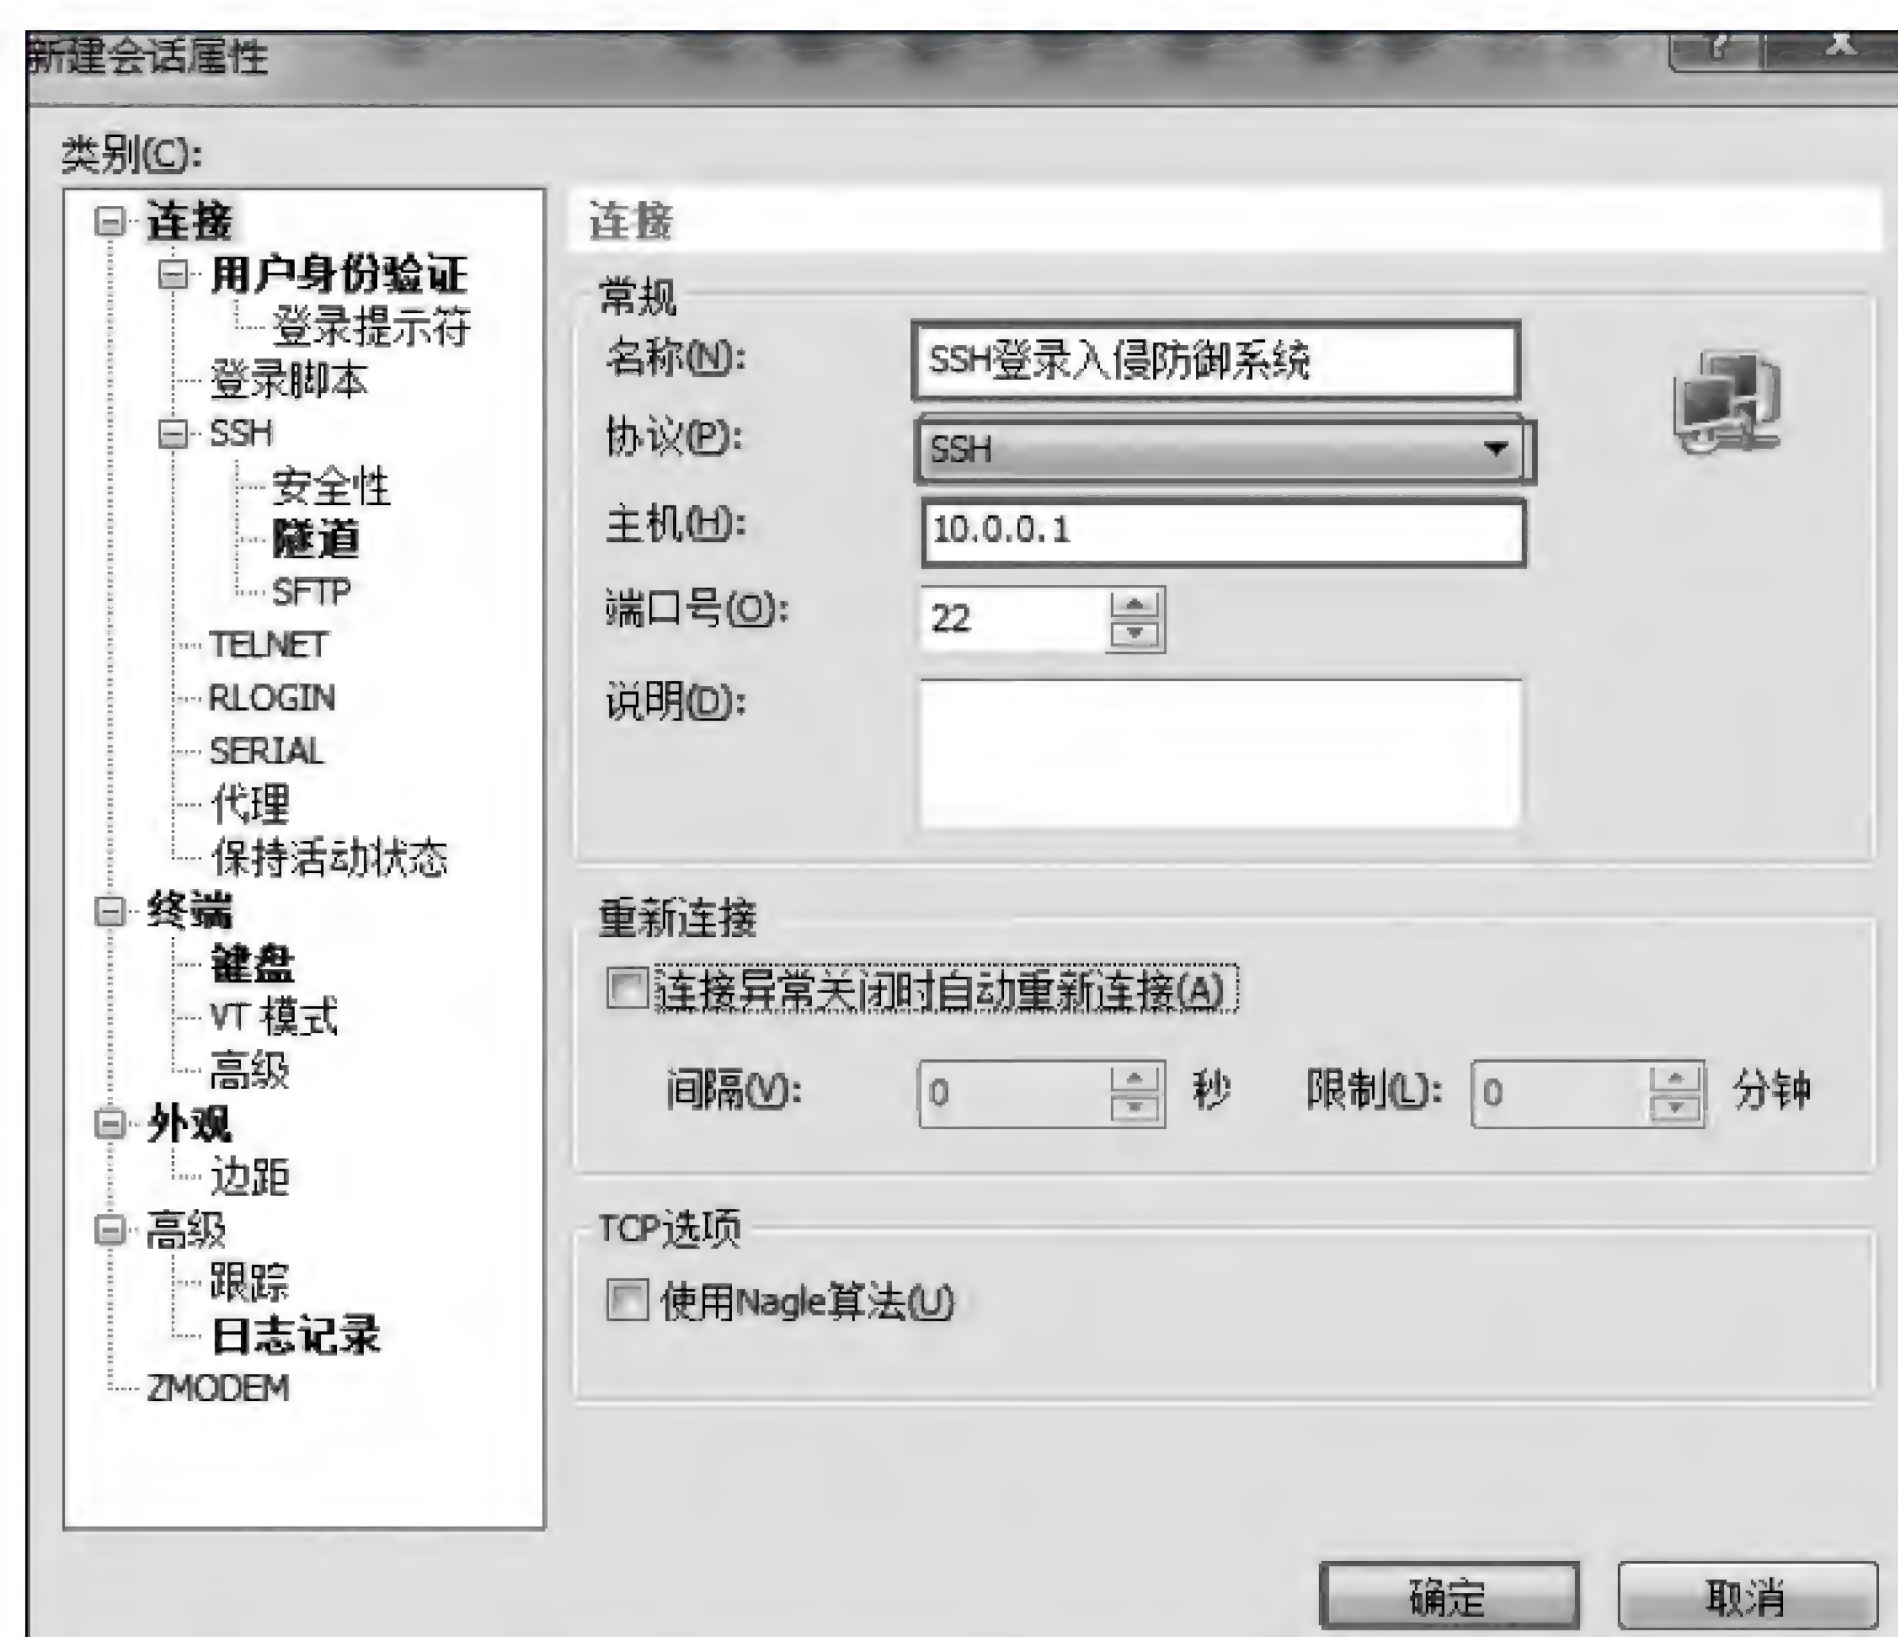 新建会话属性
类别(C):
连接
用户身份验证
登录提示符
登录脚本
SSH
安全性
隧道
SFTP
TELNET
RLOGIN
SERIAL
代理
保持活动状态
终端
键盘
VT 模式
高级
外观
边距
高级
跟踪
日志记录
ZMODEM
连接
常规
名称(N): SSH登录入侵防御系统
协议(P): SSH
主机(H): 10.0.0.1
端口号(O): 22
说明(D):
重新连接
连接异常关闭时自动重新连接(A)
间隔(V): 0 秒 限制(L): 0 分钟
TCP选项
使用Nagle算法(U)
确定 取消